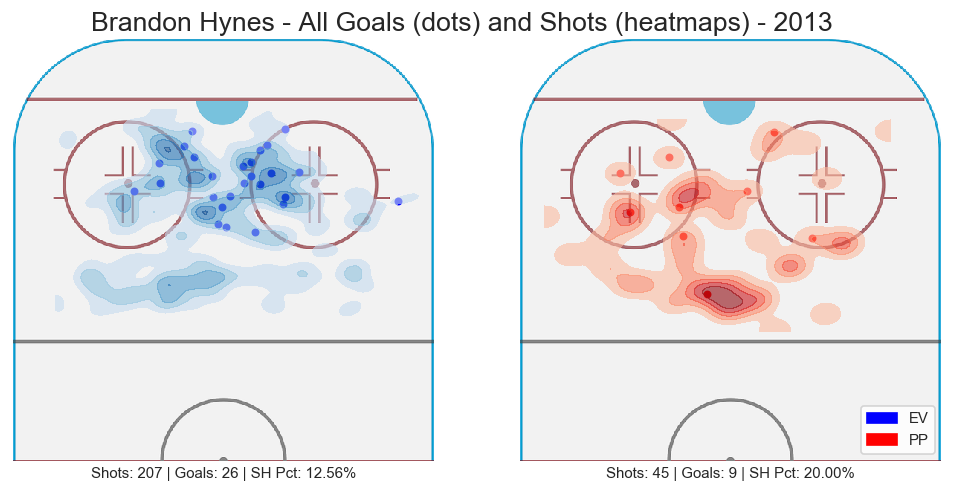 Brandon Hynes - All Goals (dots) and Shots (heatmaps) - 2013
EV
PP
Shots: 207 | Goals: 26 | SH Pct: 12.56%
Shots: 45 | Goals: 9 | SH Pct: 20.00%